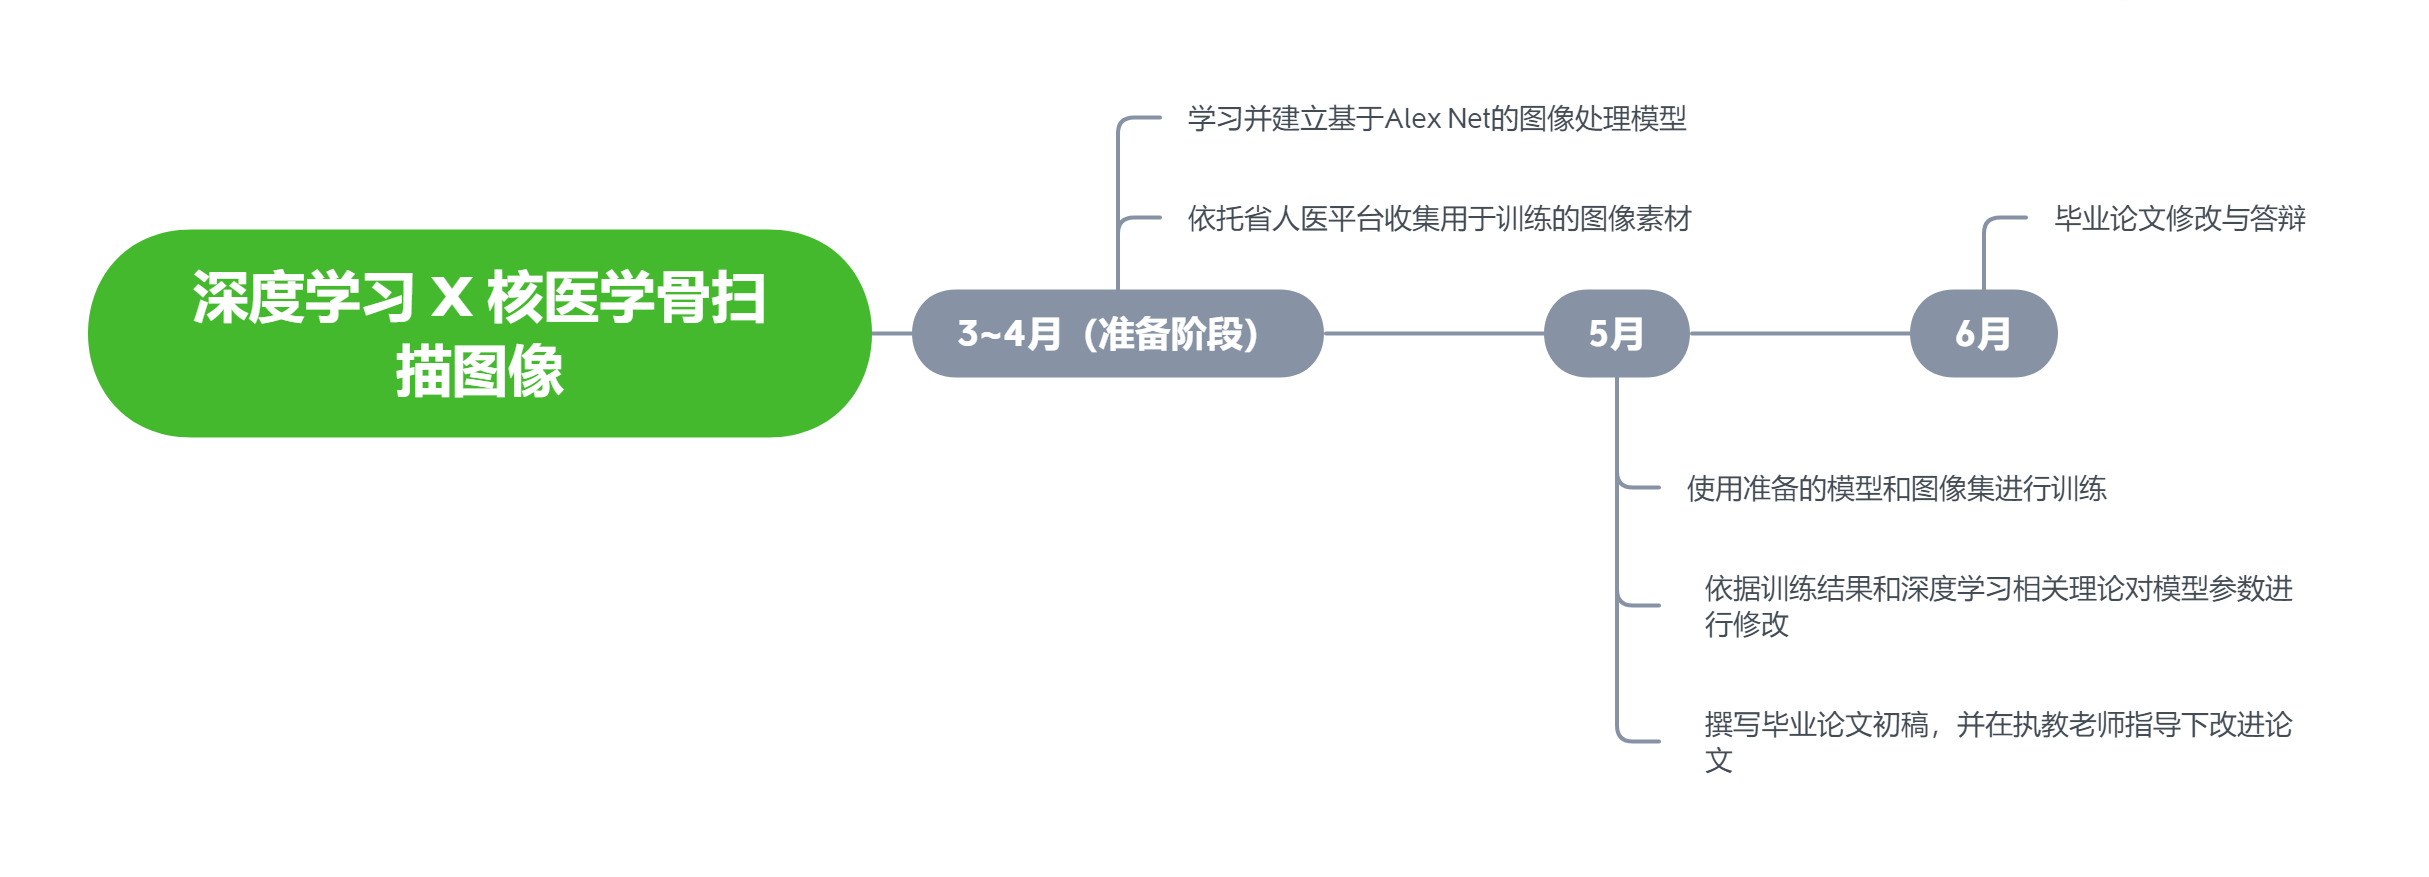 深度学习 X 核医学骨扫
描图像
3~4月（准备阶段）
学习并建立基于Alex Net的图像处理模型
依托省人医平台收集用于训练的图像素材
5月
使用准备的模型和图像集进行训练
依据训练结果和深度学习相关理论对模型参数进
行修改
撰写毕业论文初稿，并在执教老师指导下改进论
文
6月
毕业论文修改与答辩